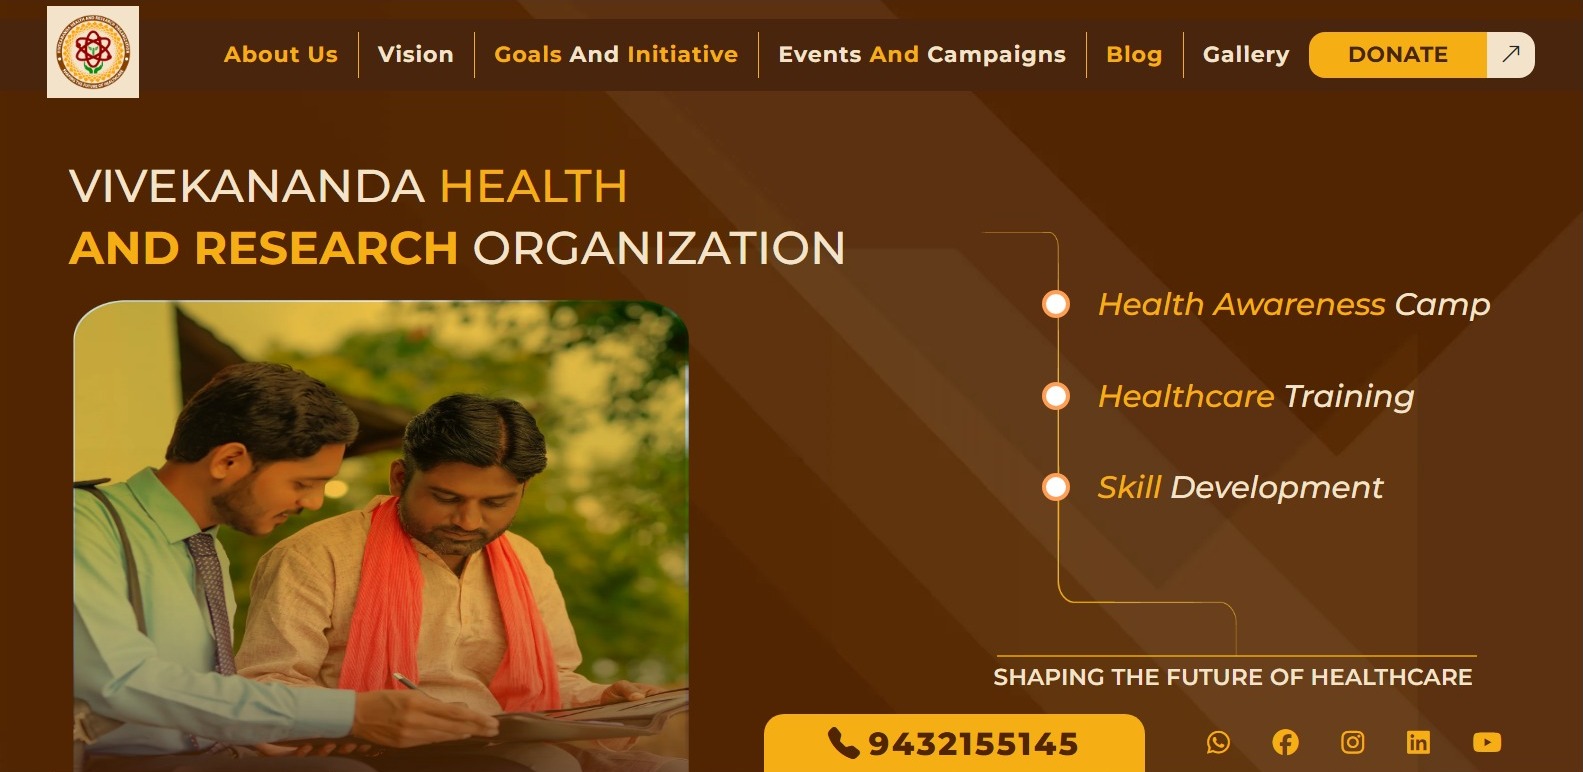 About Us
Vision
Goals And Initiative
Events And Campaigns
Blog
Gallery
DONATE
VIVEKANANDA HEALTH
AND RESEARCH ORGANIZATION
Health Awareness Camp
Healthcare Training
Skill Development
SHAPING THE FUTURE OF HEALTHCARE
9432155145